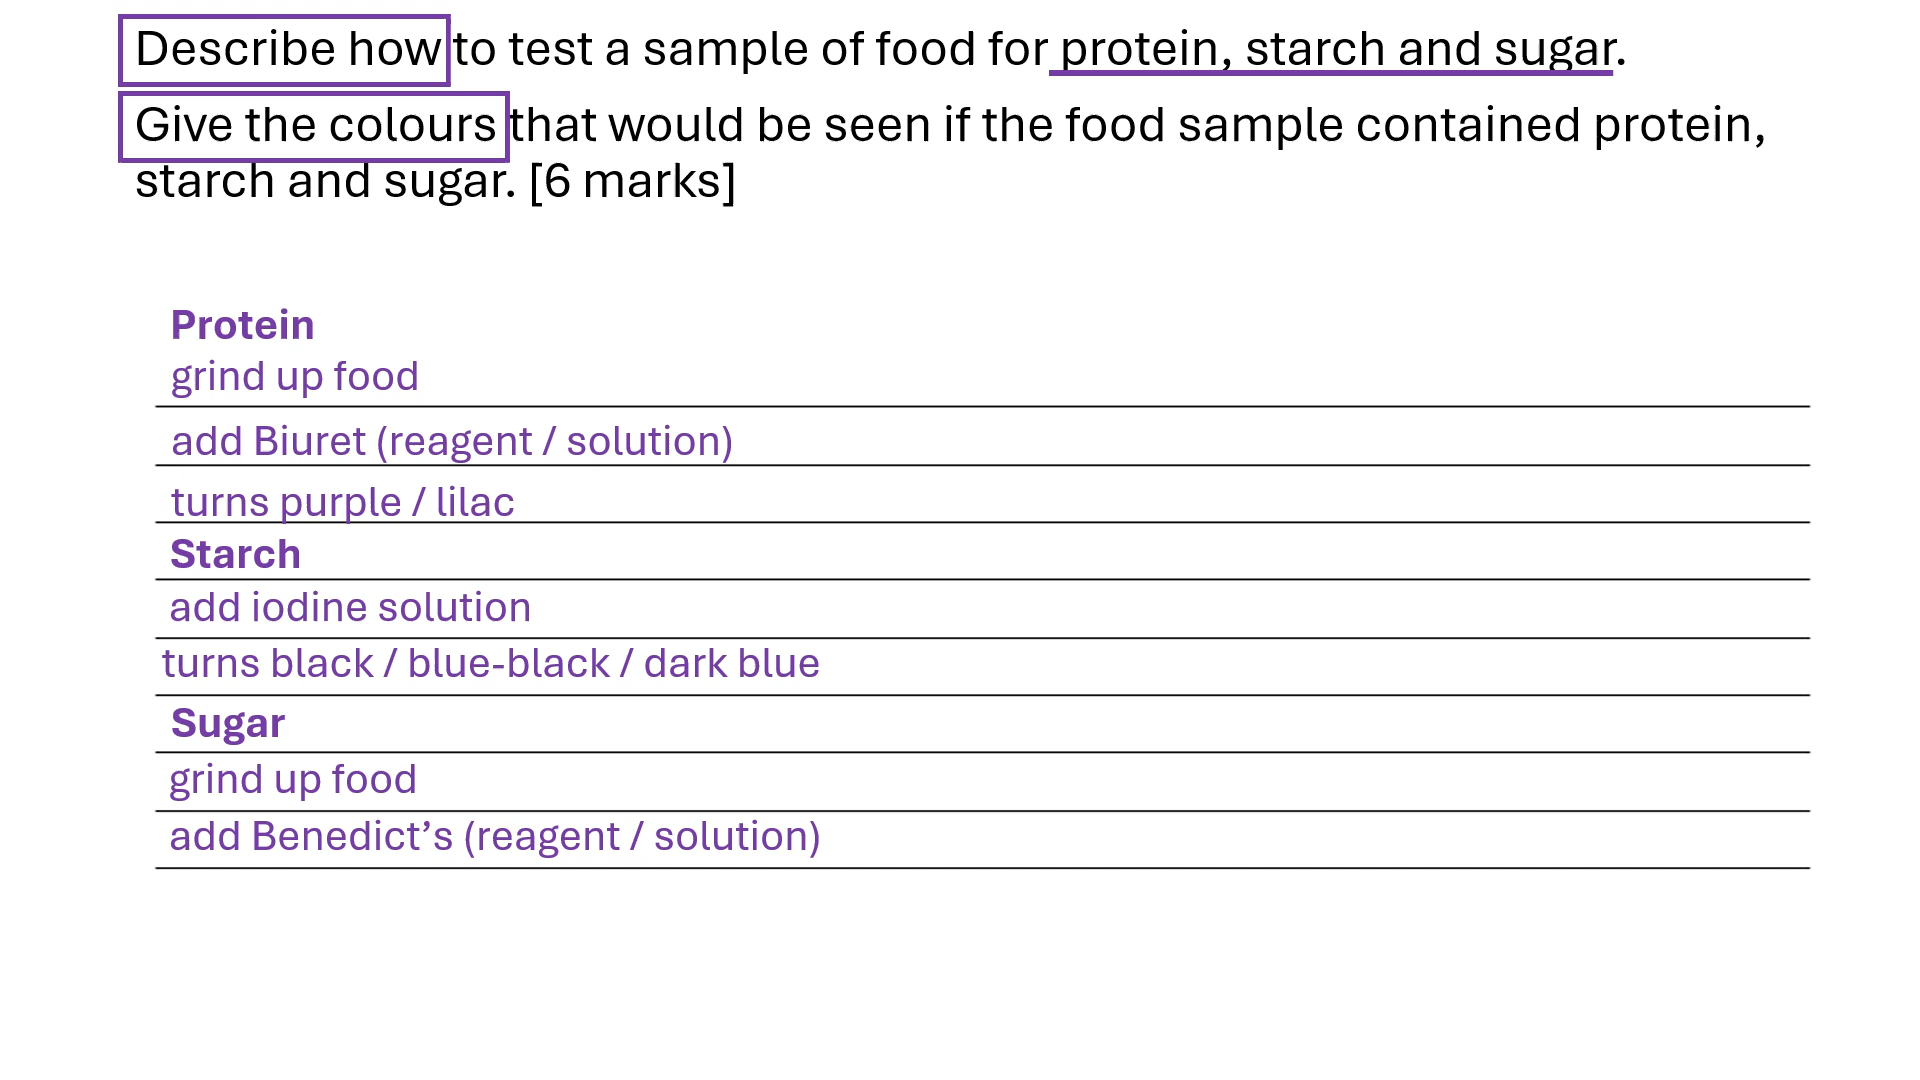 Describe how to test a sample of food for protein, starch and sugar.
Give the colours that would be seen if the food sample contained protein,
starch and sugar. [6 marks]
Protein
grind up food
add Biuret (reagent / solution)
turns purple / lilac
Starch
add iodine solution
turns black / blue-black / dark blue
Sugar
grind up food
add Benedict’s (reagent / solution)